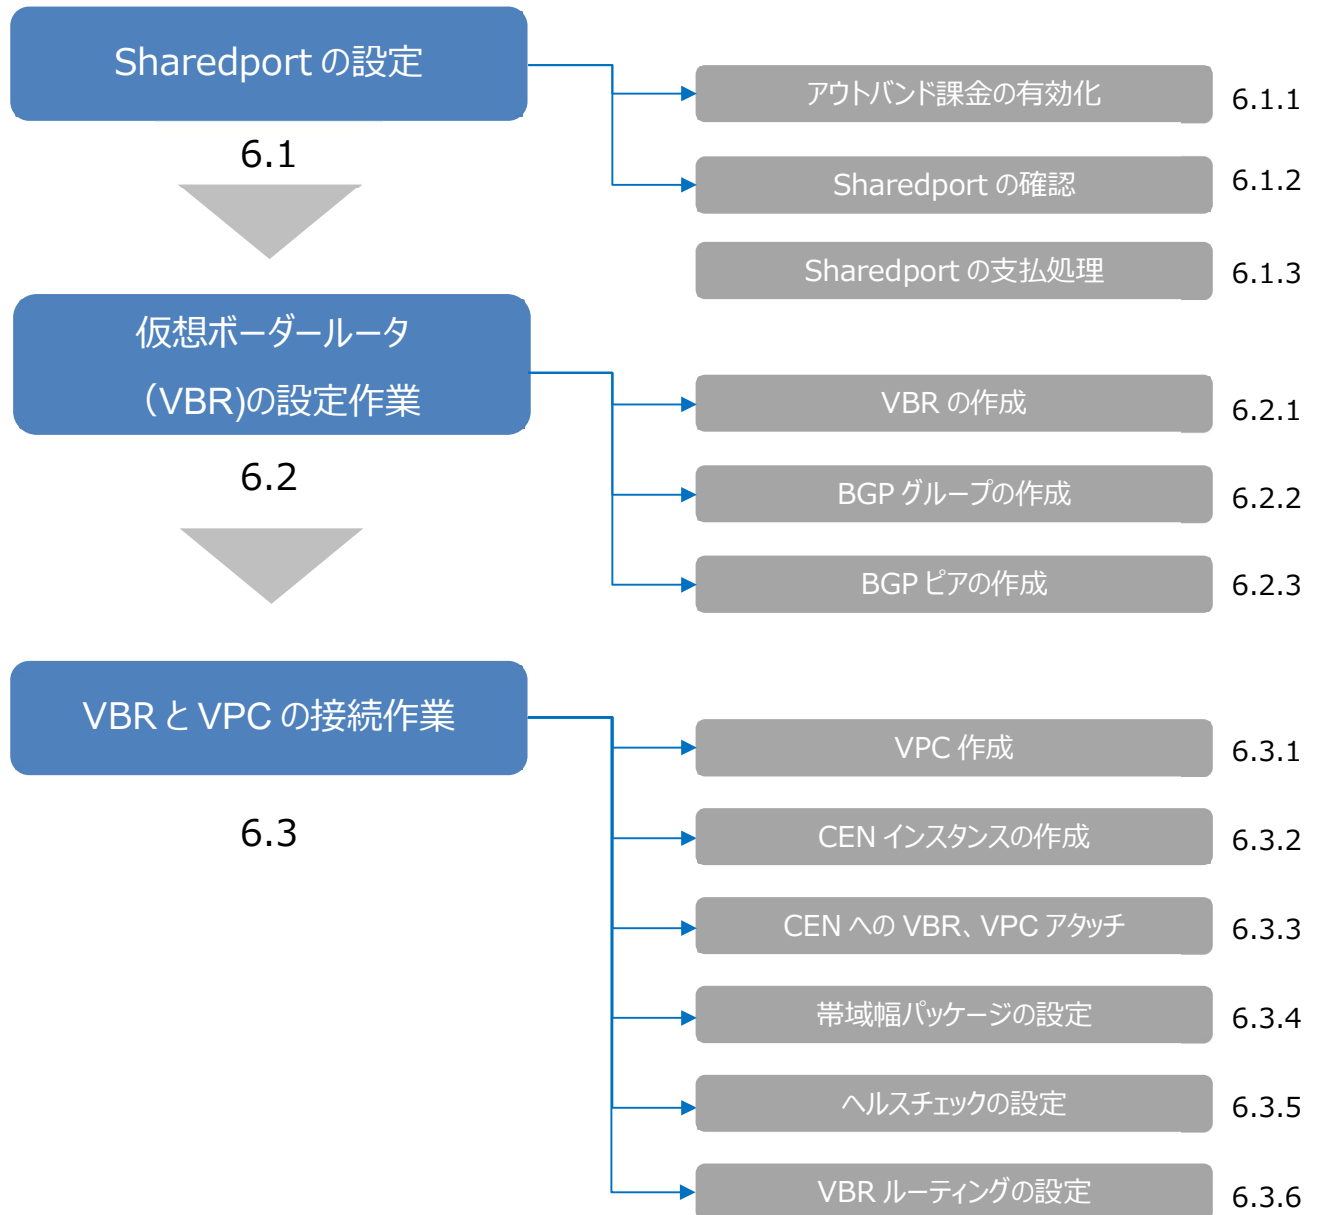 Sharedport の設定
6.1
アウトバンド課金の有効化
6.1.1
Sharedport の確認
6.1.2
Sharedport の支払処理
6.1.3
仮想ボーダールータ
（VBR)の設定作業
6.2
VBR の作成
6.2.1
BGP グループの作成
6.2.2
BGP ピアの作成
6.2.3
VBR と VPC の接続作業
6.3
VPC 作成
6.3.1
CEN インスタンスの作成
6.3.2
CEN への VBR、VPC アタッチ
6.3.3
帯域幅パッケージの設定
6.3.4
ヘルスチェックの設定
6.3.5
VBR ルーティングの設定
6.3.6